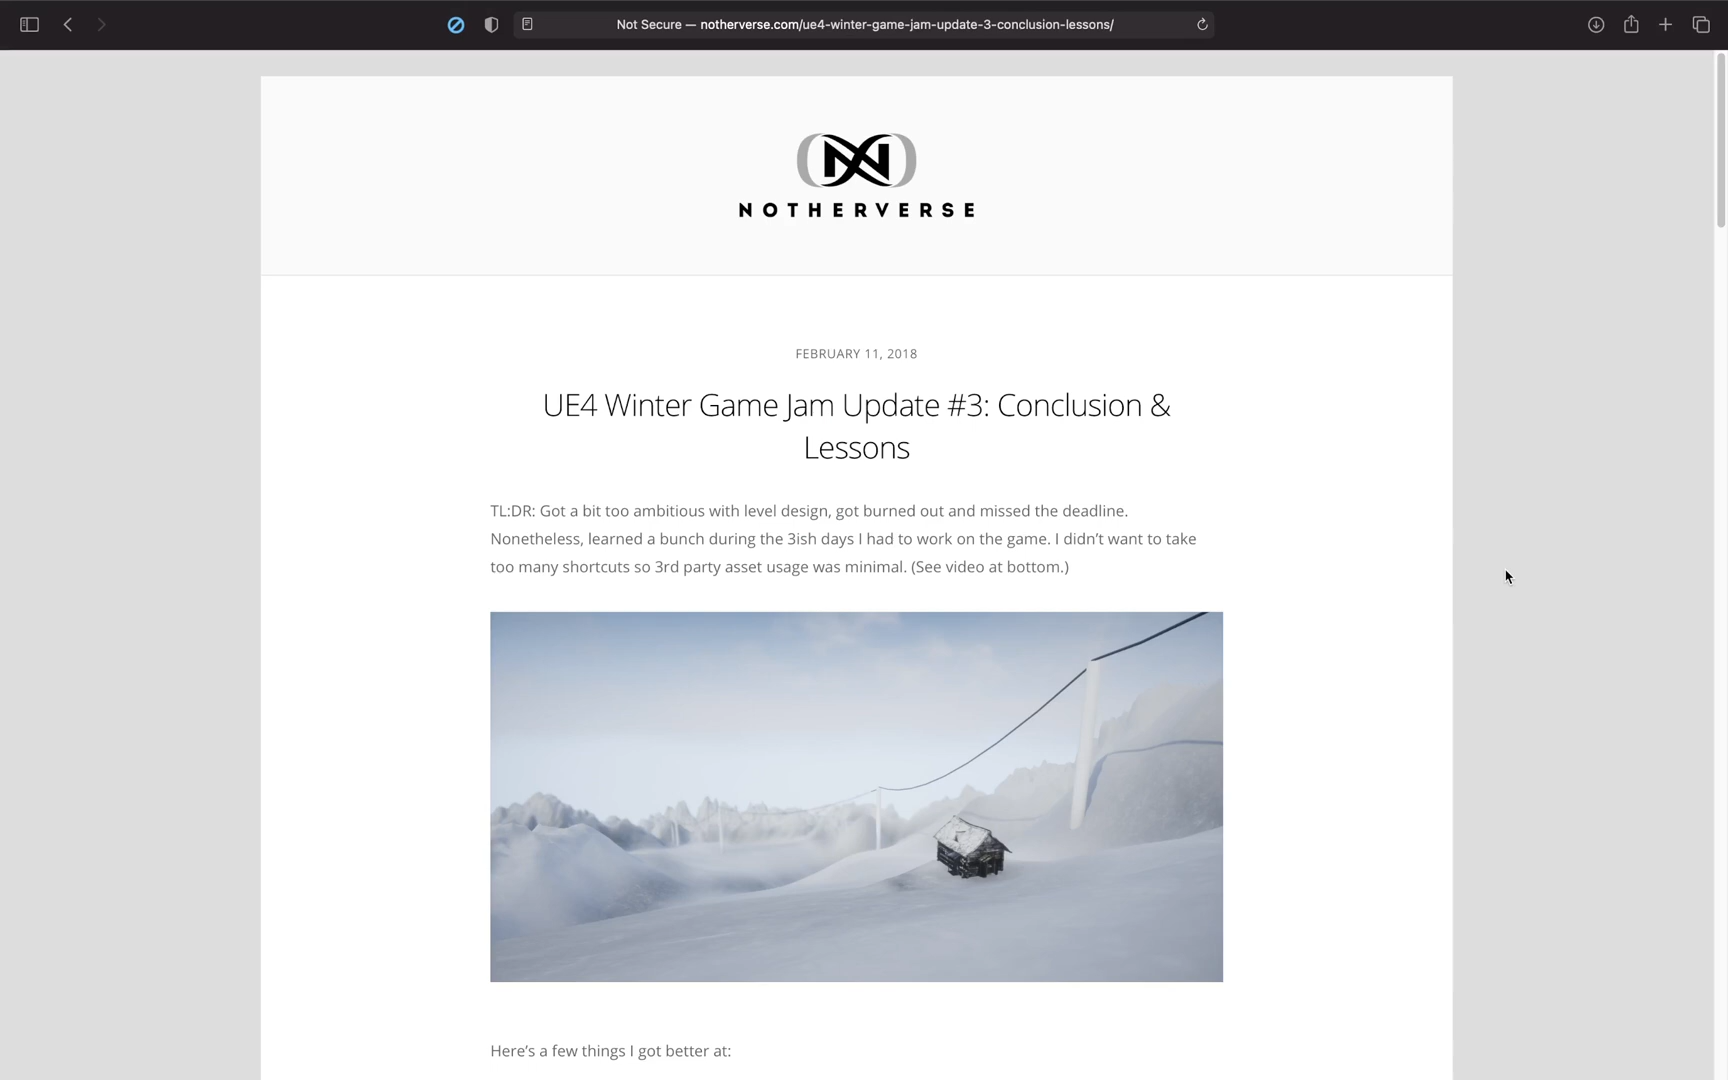 Not Secure — notherverse.com/ue4-winter-game-jam-update-3-conclusion-lessons/
NOTHERVERSE
FEBRUARY 11, 2018
UE4 Winter Game Jam Update #3: Conclusion &
Lessons
TL:DR: Got a bit too ambitious with level design, got burned out and missed the deadline.
Nonetheless, learned a bunch during the 3ish days I had to work on the game. I didn’t want to take
too many shortcuts so 3rd party asset usage was minimal. (See video at bottom.)
Here’s a few things I got better at: